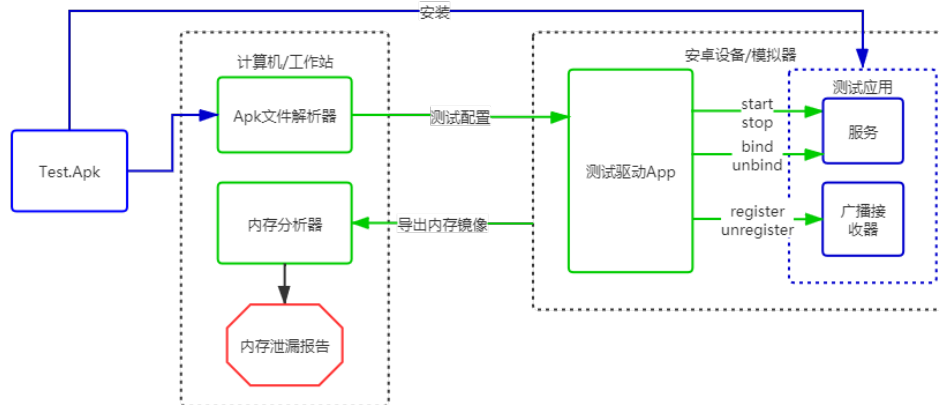 安装
计算机/工作站
安卓设备/模拟器
Test.Apk
Apk文件解析器
测试配置
测试驱动App
start
stop
bind
unbind
register
unregister
测试应用
服务
广播接
收器
内存分析器
导出内存镜像
内存泄漏报告